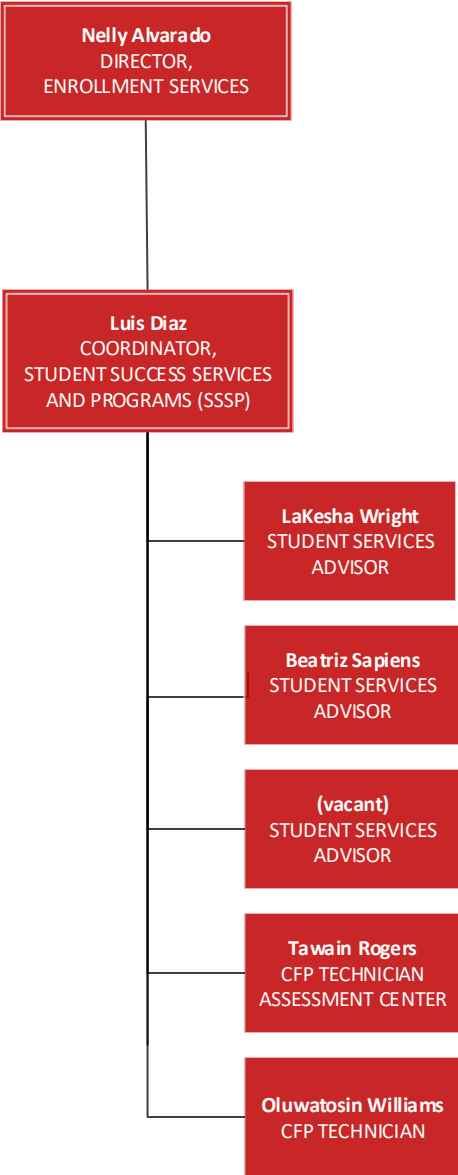 Nelly Alvarado
DIRECTOR,
ENROLLMENT SERVICES
Luis Diaz
COORDINATOR,
STUDENT SUCCESS SERVICES
AND PROGRAMS (SSSP)
LaKesha Wright
STUDENT SERVICES
ADVISOR
Beatriz Sapiens
STUDENT SERVICES
ADVISOR
(vacant)
STUDENT SERVICES
ADVISOR
Tawain Rogers
CFP TECHNICIAN
ASSESSMENT CENTER
Oluwatosin Williams
CFP TECHNICIAN